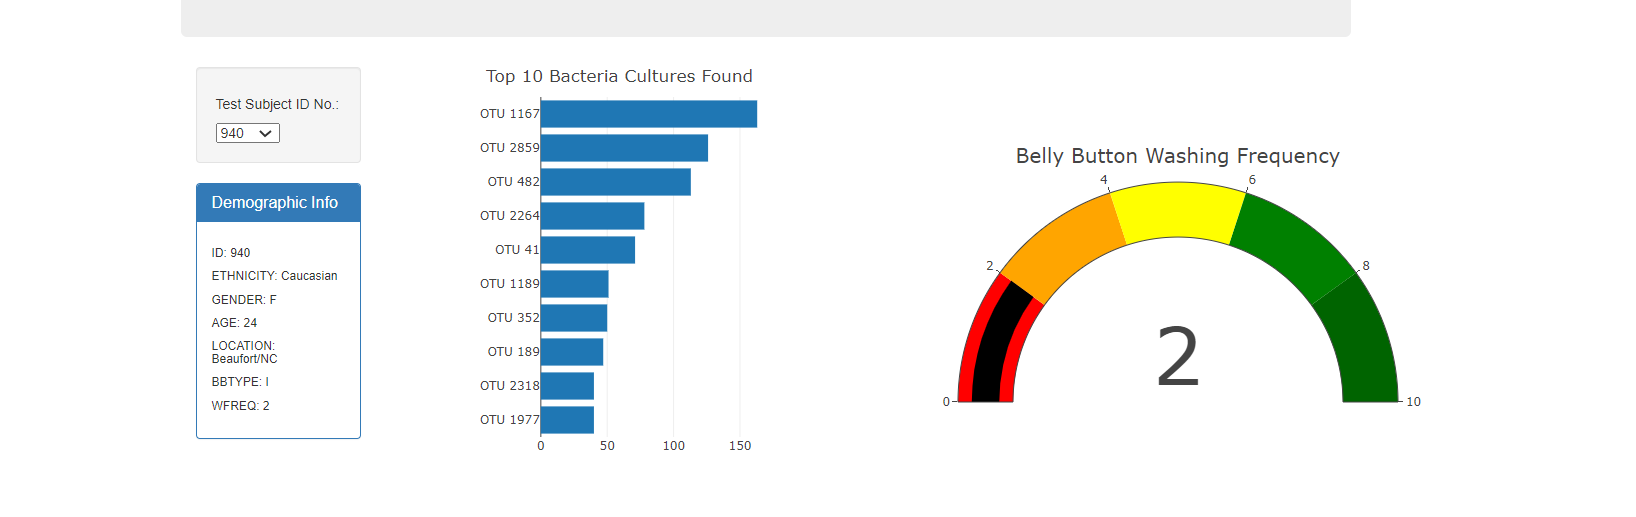 Test Subject ID No.:
940
Demographic Info
ID: 940
ETHNICITY: Caucasian
GENDER: F
AGE: 24
LOCATION:
Beaufort/NC
BBTYPE: I
WFREQ: 2
Top 10 Bacteria Cultures Found
OTU 1167
OTU 2859
OTU 482
OTU 2264
OTU 41
OTU 1189
OTU 352
OTU 189
OTU 2318
OTU 1977
0 50 100 150
Belly Button Washing Frequency
0
2
4
6
8
10
2